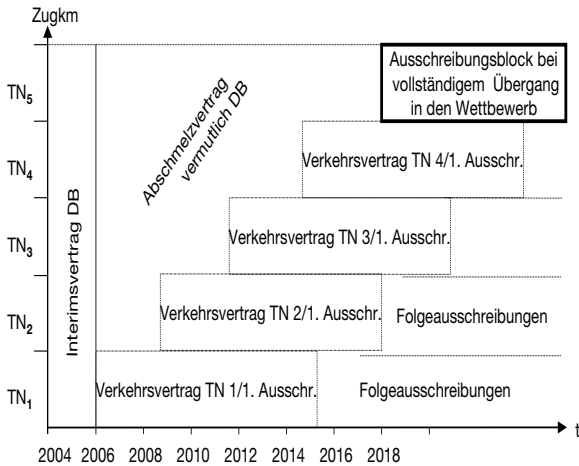 Zugkm
Ausschreibungsblock bei
vollständigem Übergang
in den Wettbewerb
TN5
Abschmelzvertrag
vermutlich DB
TN4
Verkehrsvertrag TN 4/1. Ausschr.
TN3
Verkehrsvertrag TN 3/1. Ausschr.
Interimsvertrag DB
TN2
Verkehrsvertrag TN 2/1. Ausschr.
Folgeausschreibungen
TN1
Verkehrsvertrag TN 1/1. Ausschr.
Folgeausschreibungen
t
2004 2006 2008 2010 2012 2014 2016 2018